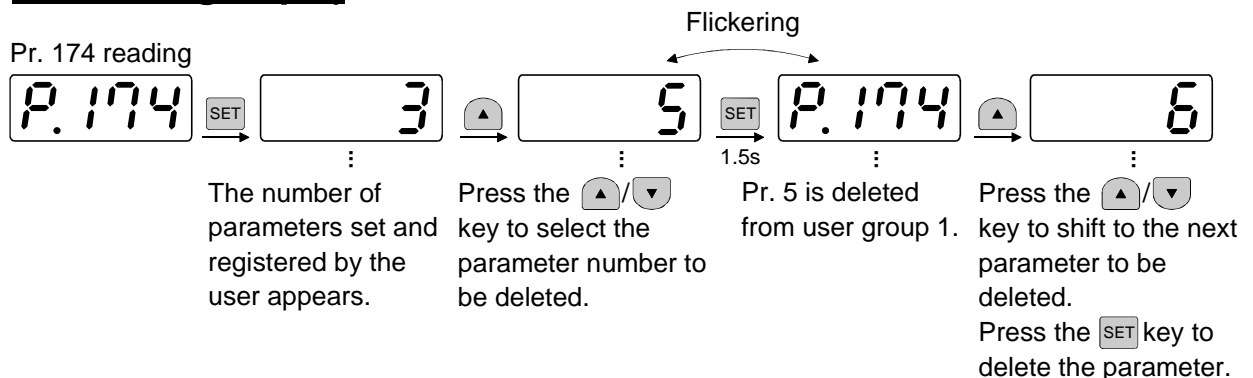 Flickering
Pr. 174 reading
P. 174 SET 3 5 SET P. 174 6
1.5s
The number of
parameters set and
registered by the
user appears.
Press the /
key to select the
parameter number to
be deleted.
Pr. 5 is deleted
from user group 1.
Press the /
key to shift to the next
parameter to be
deleted.
Press the SET key to
delete the parameter.